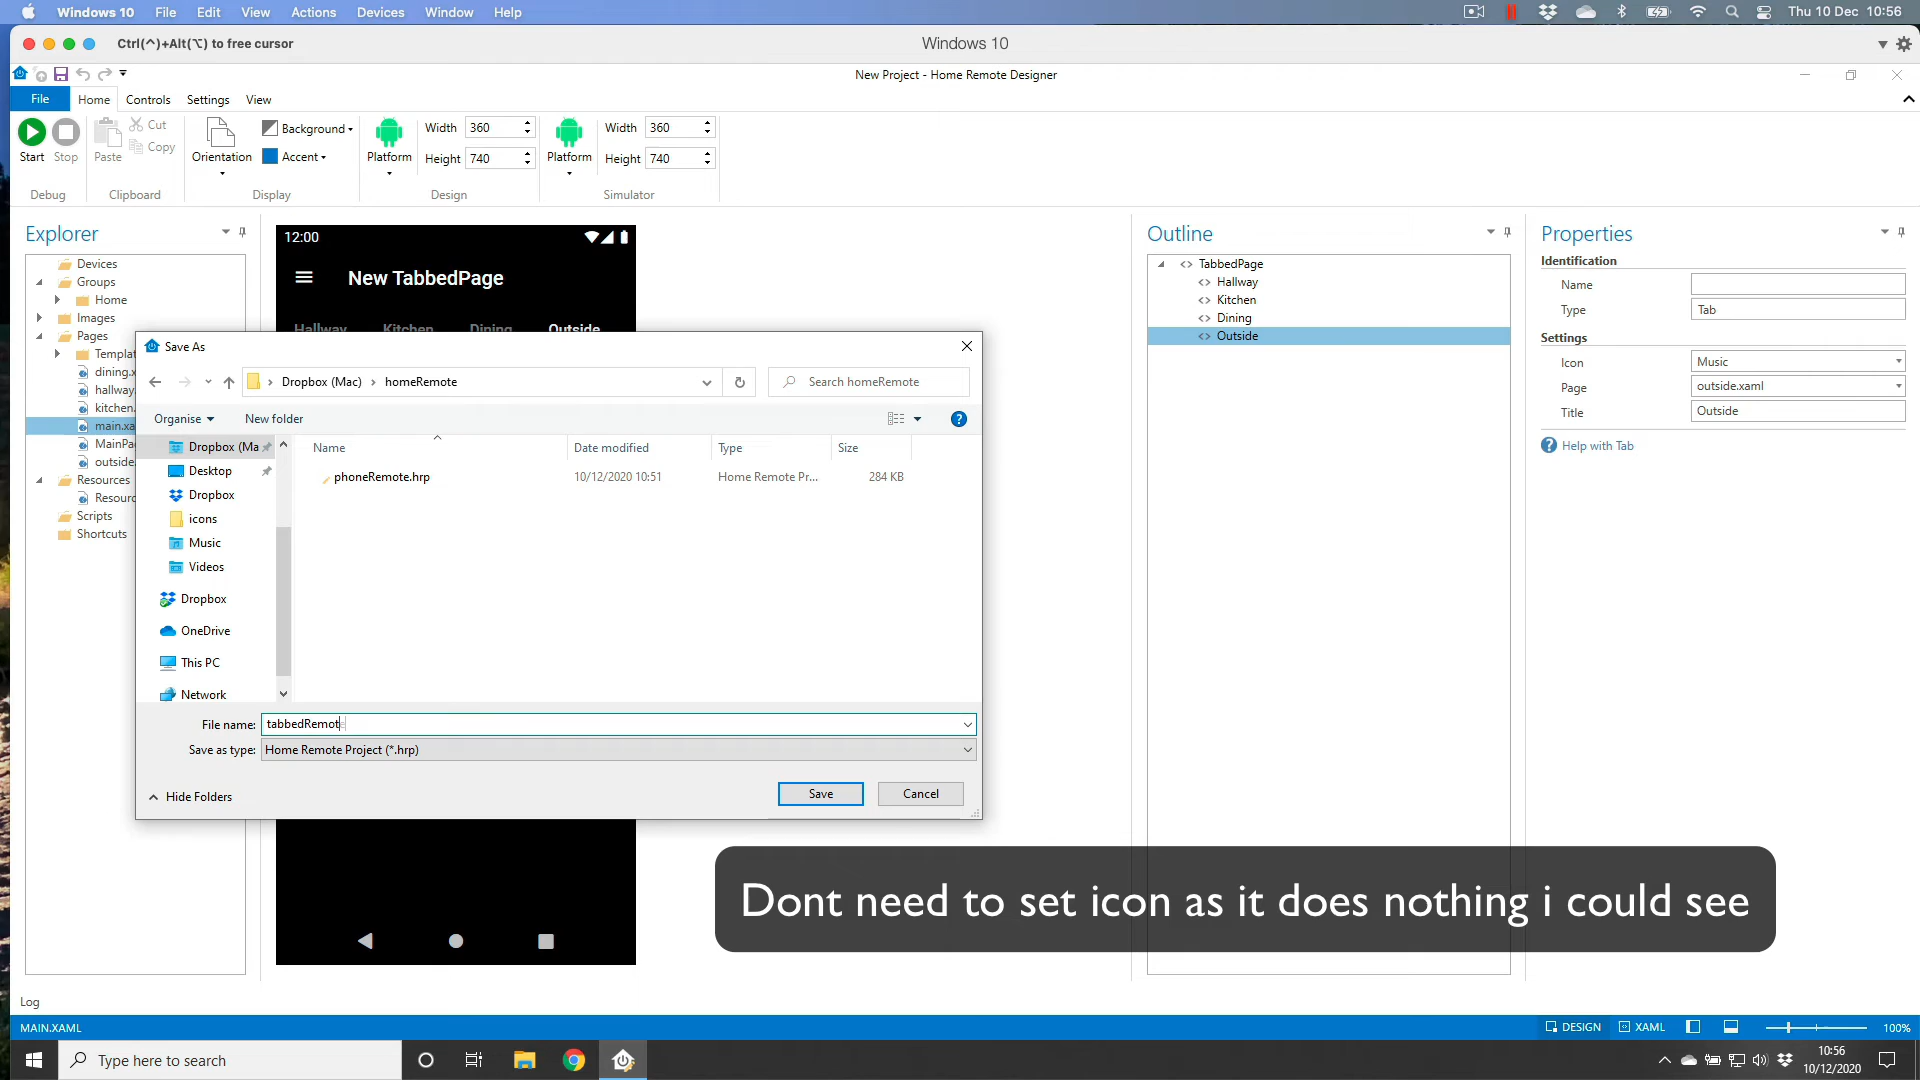 Windows 10 File Edit View Actions Devices Window Help Thu 10 Dec 10:56
Ctrl(^)+Alt(⌥) to free cursor Windows 10
New Project - Home Remote Designer
File Home Controls Settings View
Start Stop Paste Cut Copy Orientation Background Accent Platform Width 360 Height 740 Platform Width 360 Height 740
Debug Clipboard Display Design Simulator
Explorer
Devices
Groups
Home
Images
Pages
Templat
dining.x
hallway.
kitchen.
main.xa
MainPa
outside.
Resources
Resour
Scripts
Shortcuts
12:00
New TabbedPage
Hallway Kitchen Dining Outside
Save As
Dropbox (Mac) > homeRemote
Search homeRemote
Organise New folder
Dropbox (Ma
Desktop
Dropbox
icons
Music
Videos
Dropbox
OneDrive
This PC
Network
Name Date modified Type Size
phoneRemote.hrp 10/12/2020 10:51 Home Remote Pr... 284 KB
File name: tabbedRemot
Save as type: Home Remote Project (*.hrp)
Hide Folders Save Cancel
Outline
TabbedPage
Hallway
Kitchen
Dining
Outside
Properties
Identification
Name
Type Tab
Settings
Icon Music
Page outside.xaml
Title Outside
Help with Tab
Dont need to set icon as it does nothing i could see
Log
MAIN.XAML DESIGN XAML 100%
Type here to search
10:56
10/12/2020